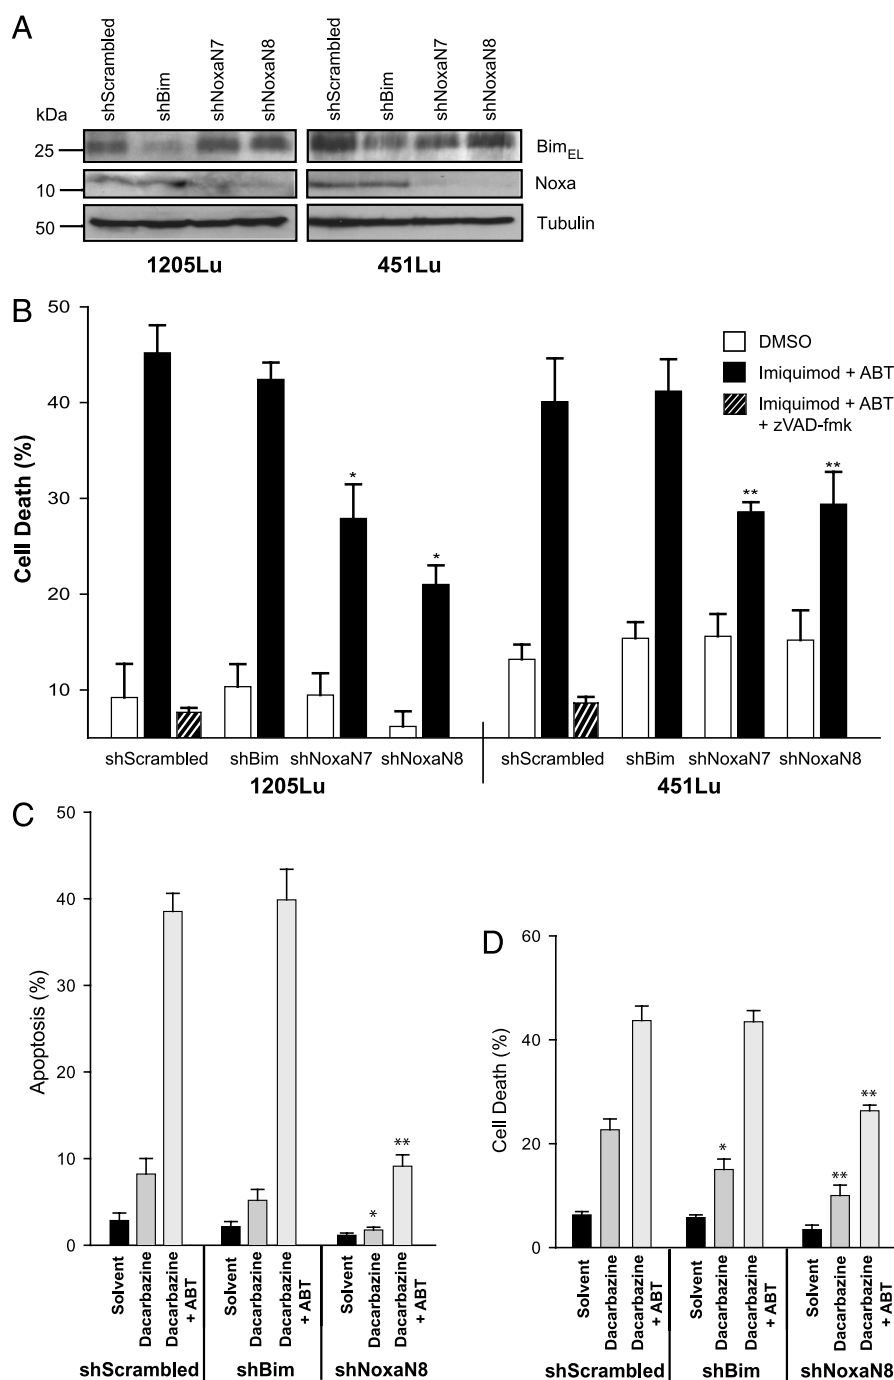 A
shScrambled
shBim
shNoxaN7
shNoxaN8
shScrambled
shBim
shNoxaN7
shNoxaN8
kDa
25
BimEL
10
Noxa
50
Tubulin
1205Lu 451Lu
B
50
40
30
20
10
Cell Death (%)
DMSO
Imiquimod + ABT
Imiquimod + ABT
+ zVAD-fmk
* * ** **
shScrambled shBim shNoxaN7 shNoxaN8 shScrambled shBim shNoxaN7 shNoxaN8
1205Lu 451Lu
C
50
40
30
20
10
0
Apoptosis (%)
* **
Solvent
Dacarbazine
Dacarbazine
+ ABT
Solvent
Dacarbazine
Dacarbazine
+ ABT
Solvent
Dacarbazine
Dacarbazine
+ ABT
shScrambled shBim shNoxaN8
D
60
40
20
0
Cell Death (%)
* ** **
Solvent
Dacarbazine
Dacarbazine
+ ABT
Solvent
Dacarbazine
Dacarbazine
+ ABT
Solvent
Dacarbazine
Dacarbazine
+ ABT
shScrambled shBim shNoxaN8